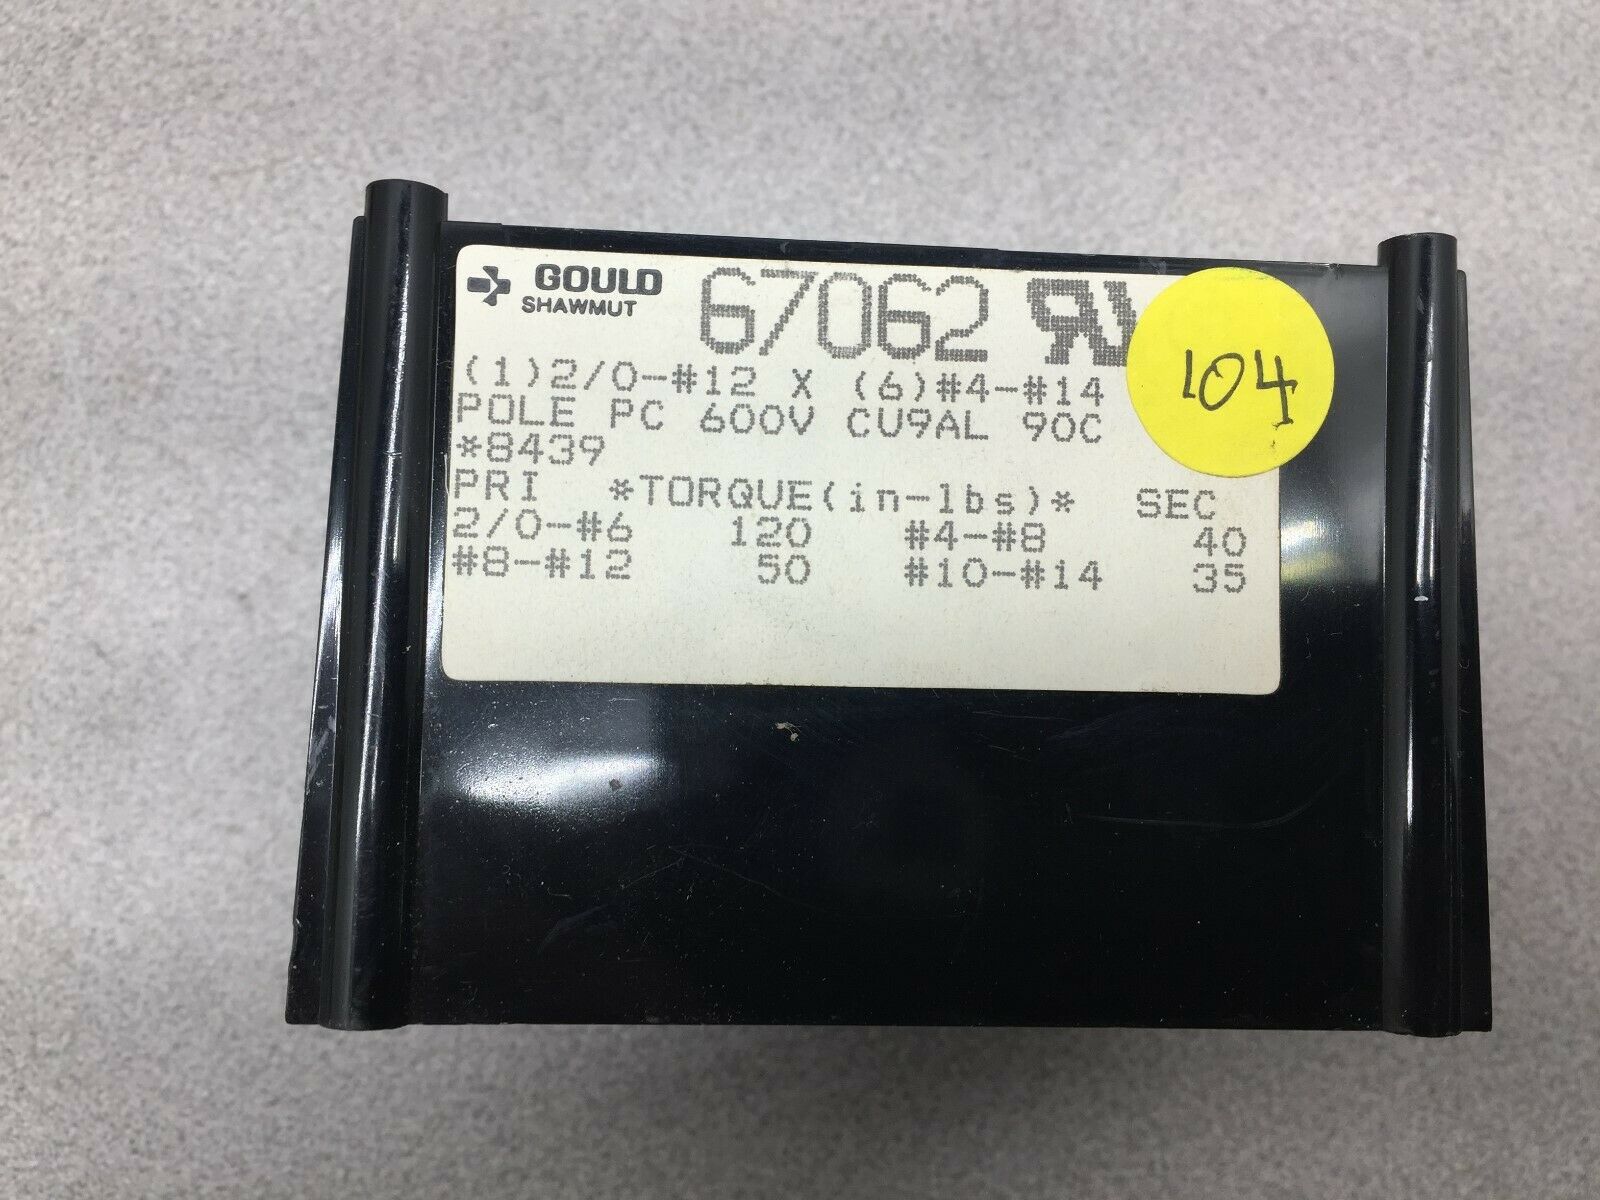 GOULD
SHAWMUT
67062
(1)2/0-#12 X (6)#4-#14
POLE PC 600V CU9AL 90C
*8439
PRI *TORQUE(in-lbs)* SEC
2/0-#6 120 #4-#8 40
#8-#12 50 #10-#14 35
104